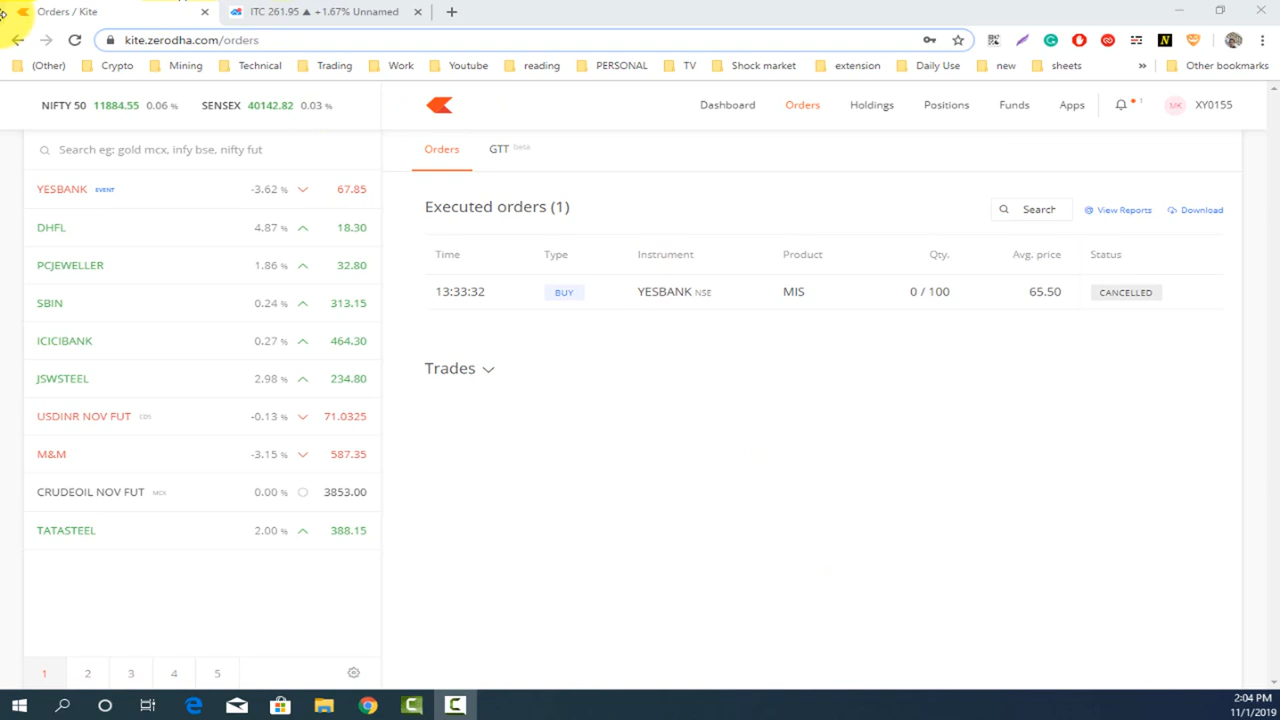 Orders / Kite
ITC 261.95 ▲ +1.67% Unnamed
kite.zerodha.com/orders
(Other) Crypto Mining Technical Trading Work Youtube reading PERSONAL TV Shock market extension Daily Use new sheets » Other bookmarks
NIFTY 50 11884.55 0.06 % SENSEX 40142.82 0.03 %
Dashboard Orders Holdings Positions Funds Apps 1 MK XY0155
Search eg: gold mcx, infy bse, nifty fut
Orders GTT beta
YESBANK EVENT -3.62 % 67.85
DHFL 4.87 % 18.30
PCJEWELLER 1.86 % 32.80
SBIN 0.24 % 313.15
ICICIBANK 0.27 % 464.30
JSWSTEEL 2.98 % 234.80
USDINR NOV FUT CDS -0.13 % 71.0325
M&M -3.15 % 587.35
CRUDEOIL NOV FUT MCX 0.00 % 3853.00
TATASTEEL 2.00 % 388.15
1 2 3 4 5
Executed orders (1)
Search View Reports Download
Time Type Instrument Product Qty. Avg. price Status
13:33:32 BUY YESBANK NSE MIS 0 / 100 65.50 CANCELLED
Trades
2:04 PM
11/1/2019